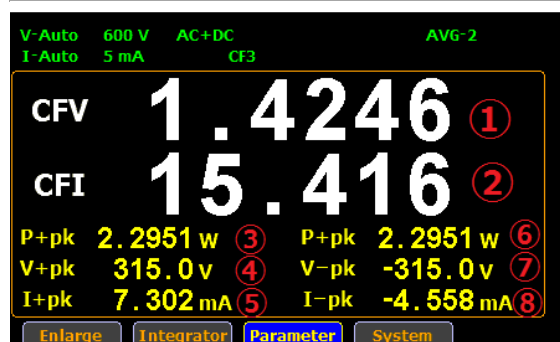 V-Auto 600 V AC+DC AVG-2
I-Auto 5 mA CF3
CFV 1.4246 ①
CFI 15.416 ②
P+pk 2.2951 W ③ P+pk 2.2951 W ⑥
V+pk 315.0 V ④ V-pk -315.0 V ⑦
I+pk 7.302 mA ⑤ I-pk -4.558 mA ⑧
Enlarge Integrator Parameter System